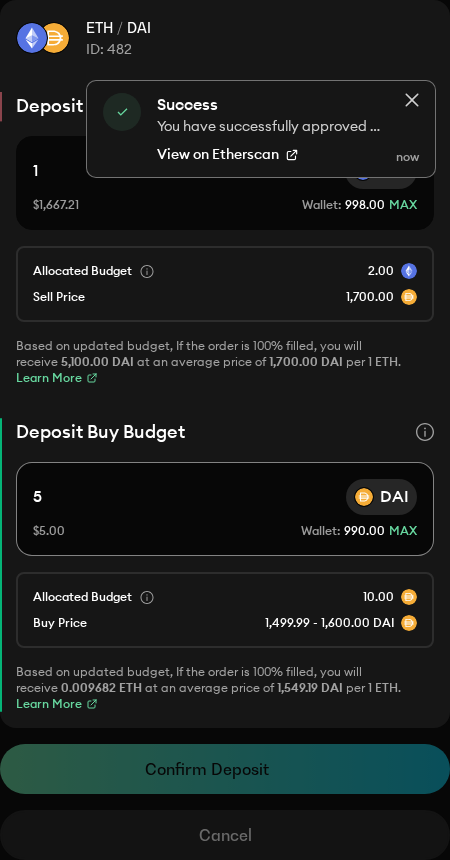 ETH / DAI
ID: 482
Deposit
Success
You have successfully approved ...
View on Etherscan
now
1
$1,667.21
Wallet: 998.00 MAX
Allocated Budget
2.00
Sell Price
1,700.00
Based on updated budget, If the order is 100% filled, you will
receive 5,100.00 DAI at an average price of 1,700.00 DAI per 1 ETH.
Learn More
Deposit Buy Budget
5
DAI
$5.00
Wallet: 990.00 MAX
Allocated Budget
10.00
Buy Price
1,499.99 - 1,600.00 DAI
Based on updated budget, If the order is 100% filled, you will
receive 0.009682 ETH at an average price of 1,549.19 DAI per 1 ETH.
Learn More
Confirm Deposit
Cancel